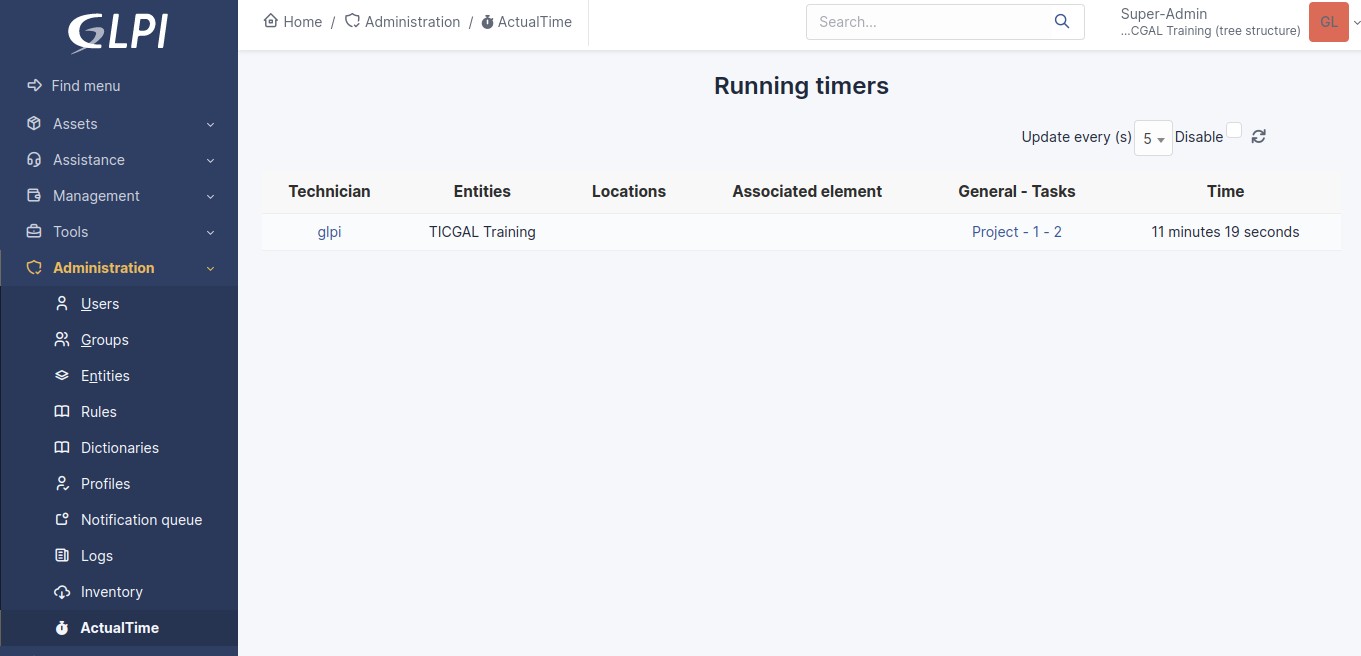 GLPI
Find menu
Assets
Assistance
Management
Tools
Administration
Users
Groups
Entities
Rules
Dictionaries
Profiles
Notification queue
Logs
Inventory
ActualTime
Home / Administration / ActualTime
Search...
Super-Admin
...CGAL Training (tree structure)
GL
Running timers
Update every (s) 5 Disable
Technician Entities Locations Associated element General - Tasks Time
glpi TICGAL Training Project - 1 - 2 11 minutes 19 seconds